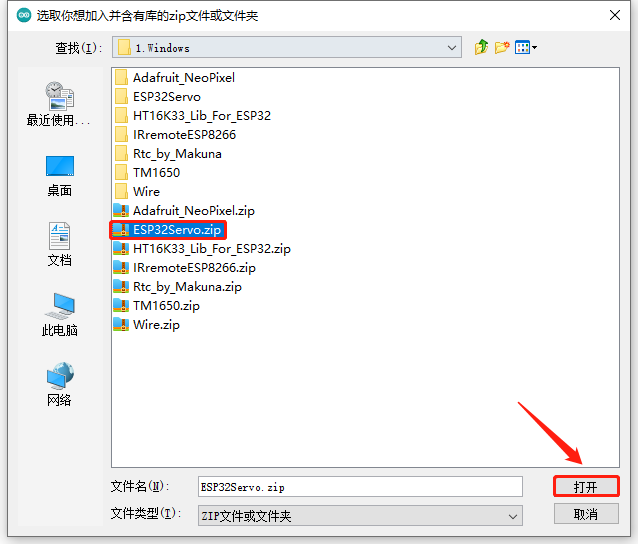 选取你想加入并含有库的zip文件或文件夹
查找(I): 1.Windows
最近使用...
桌面
文档
此电脑
网络
Adafruit_NeoPixel
ESP32Servo
HT16K33_Lib_For_ESP32
IRremoteESP8266
Rtc_by_Makuna
TM1650
Wire
Adafruit_NeoPixel.zip
ESP32Servo.zip
HT16K33_Lib_For_ESP32.zip
IRremoteESP8266.zip
Rtc_by_Makuna.zip
TM1650.zip
Wire.zip
文件名(N): ESP32Servo.zip
打开
文件类型(T): ZIP文件或文件夹
取消